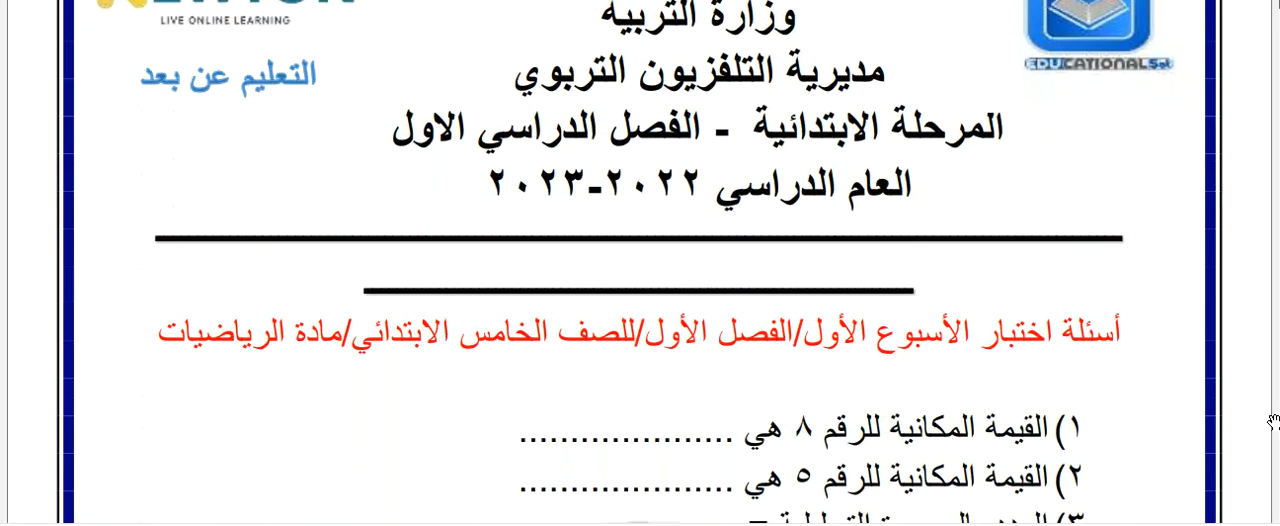 LIVE ONLINE LEARNING
التعليم عن بعد
EDUCATIONALSet
وزارة التربية
مديرية التلفزيون التربوي
المرحلة الابتدائية - الفصل الدراسي الاول
العام الدراسي ٢٠٢٢-٢٠٢٣
أسئلة اختبار الأسبوع الأول/الفصل الأول/للصف الخامس الابتدائي/مادة الرياضيات
١) القيمة المكانية للرقم ٨ هي .....................
٢) القيمة المكانية للرقم ٥ هي .....................